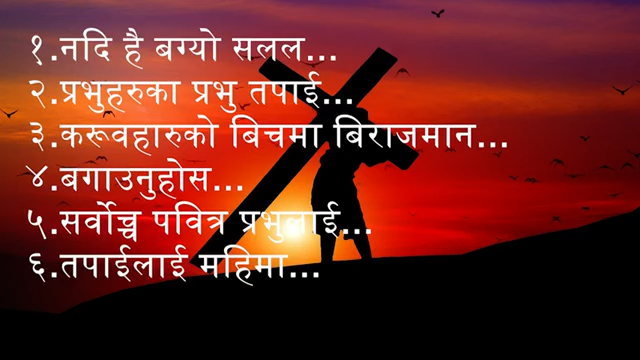 १.नदि है बग्यो सलल...
२.प्रभुहरुका प्रभु तपाई...
३.करूवहारुको बिचमा बिराजमान...
४.बगाउनुहोस...
५.सर्वोच्च पवित्र प्रभुलाई...
६.तपाईलाई महिमा...